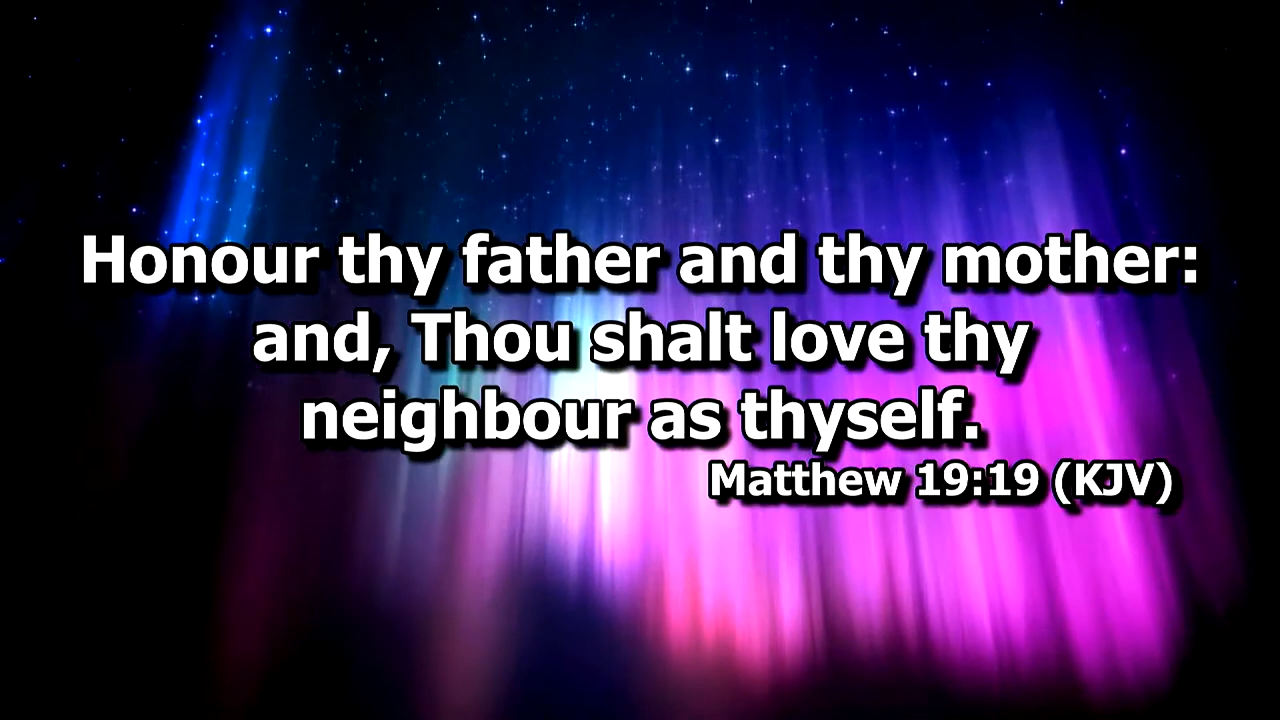 Honour thy father and thy mother:
and, Thou shalt love thy
neighbour as thyself.
Matthew 19:19 (KJV)